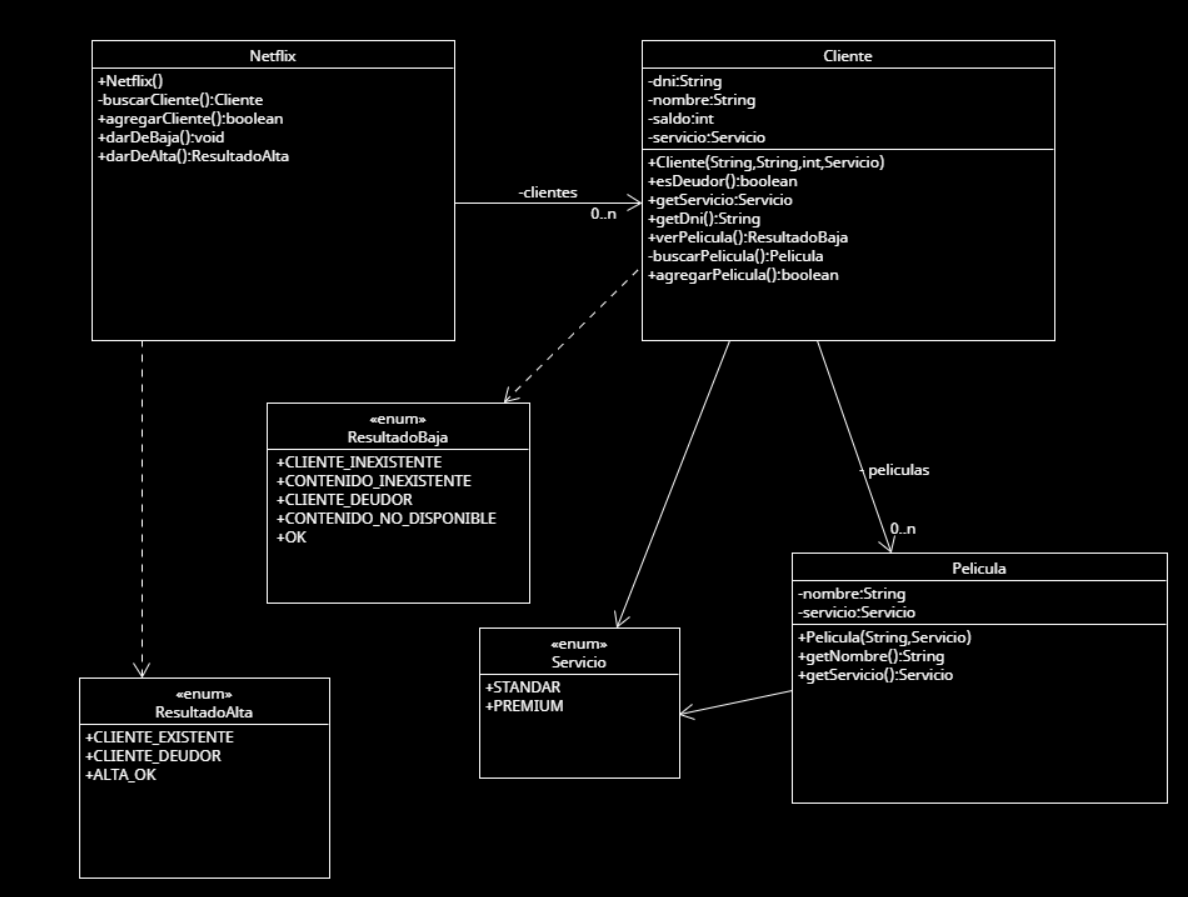 Netflix
+Netflix()
-buscarCliente():Cliente
+agregarCliente():boolean
+darDeBaja():void
+darDeAlta():ResultadoAlta
Cliente
-dni:String
-nombre:String
-saldo:int
-servicio:Servicio
+Cliente(String,String,int,Servicio)
+esDeudor():boolean
+getServicio:Servicio
+getDni():String
+verPelicula():ResultadoBaja
-buscarPelicula():Pelicula
+agregarPelicula():boolean
-clientes
0..n
«enum»
ResultadoBaja
+CLIENTE_INEXISTENTE
+CONTENIDO_INEXISTENTE
+CLIENTE_DEUDOR
+CONTENIDO_NO_DISPONIBLE
+OK
- peliculas
0..n
Pelicula
-nombre:String
-servicio:Servicio
+Pelicula(String,Servicio)
+getNombre():String
+getServicio():Servicio
«enum»
Servicio
+STANDAR
+PREMIUM
«enum»
ResultadoAlta
+CLIENTE_EXISTENTE
+CLIENTE_DEUDOR
+ALTA_OK